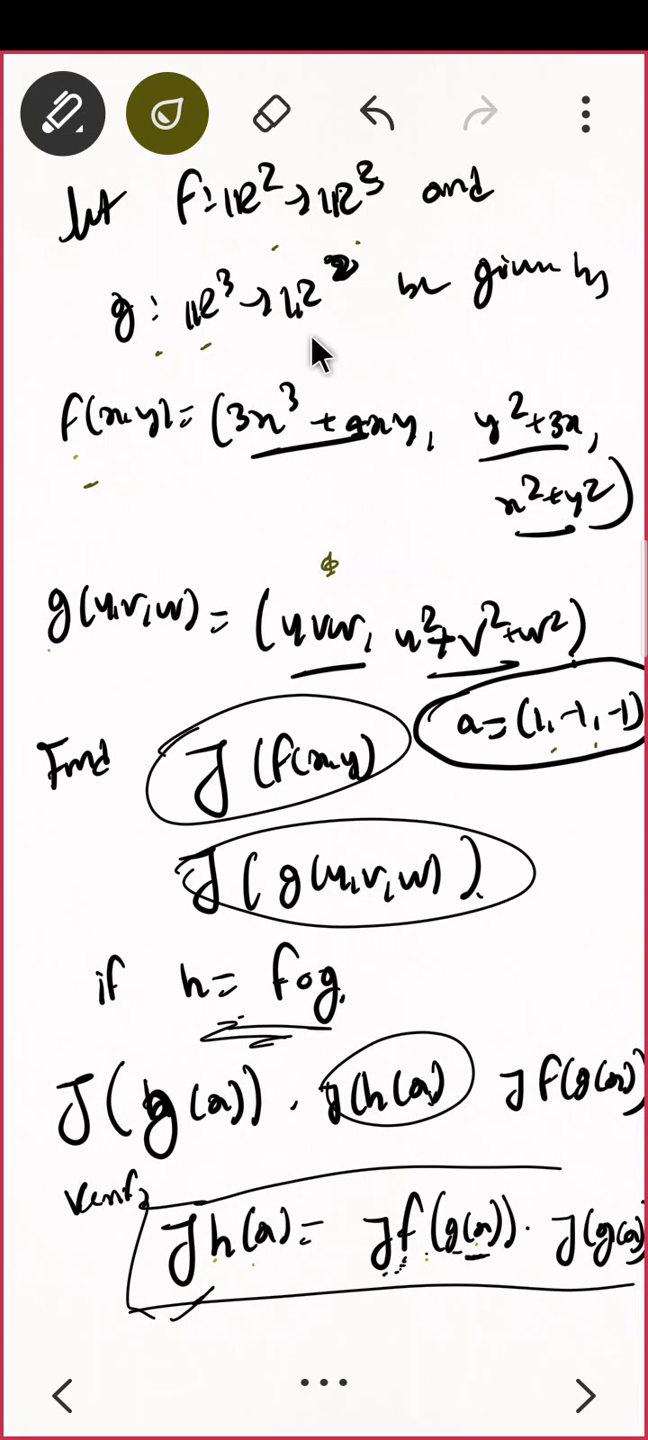 let f: ℝ² → ℝ³ and
g: ℝ³ → ℝ² be given by
f(x,y) = (3x³ + 4xy, y² + 3x,
x² + y²)
ϕ
g(u,v,w) = (uvw, u² + v² + w²)
a = (1, -1, -1)
Find J(f(x,y))
J(g(u,v,w)).
if h = fog.
J(g(a)). J(h(a)) Jf(g(a))
Verify
Jh(a) = Jf(g(a)). J(g(a)